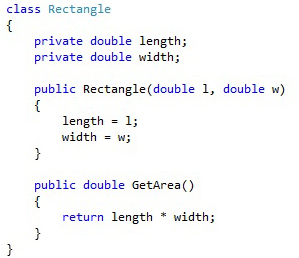 class Rectangle
{
    private double length;
    private double width;

    public Rectangle(double l, double w)
    {
        length = l;
        width = w;
    }

    public double GetArea()
    {
        return length * width;
    }
}